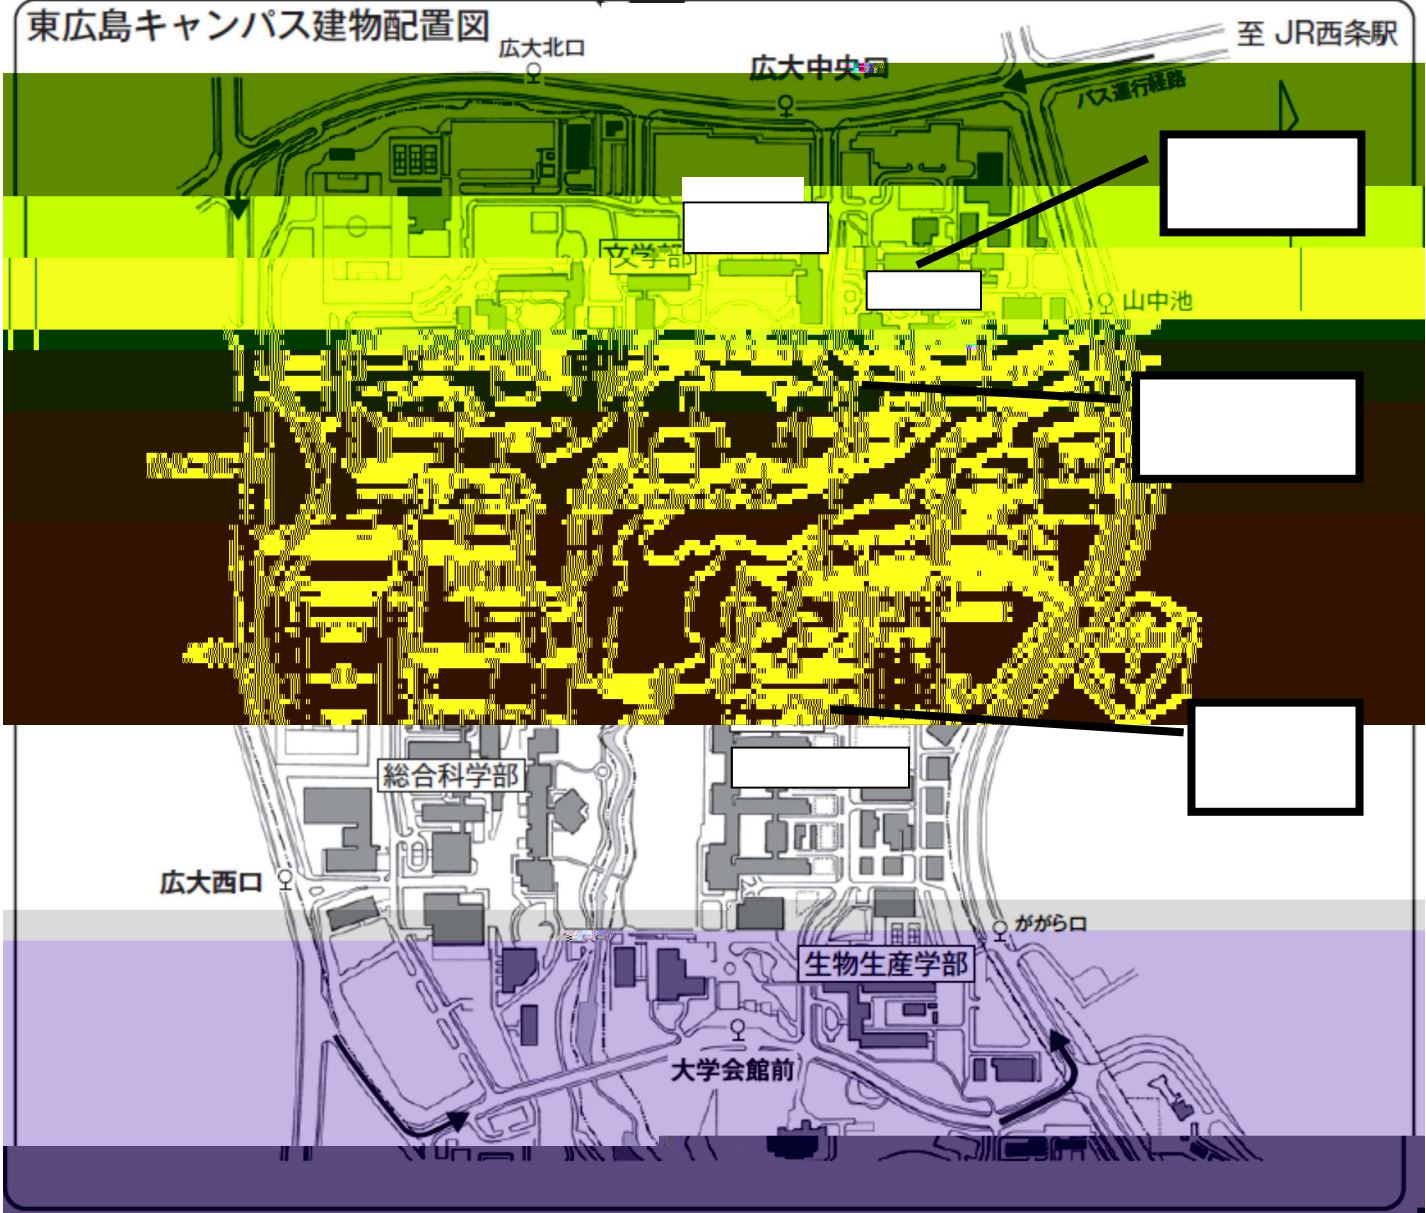 東広島キャンパス建物配置図
広大北口
至 JR西条駅
広大中央口
バス運行経路
文学部
山中池
総合科学部
広大西口
ががら口
生物生産学部
大学会館前